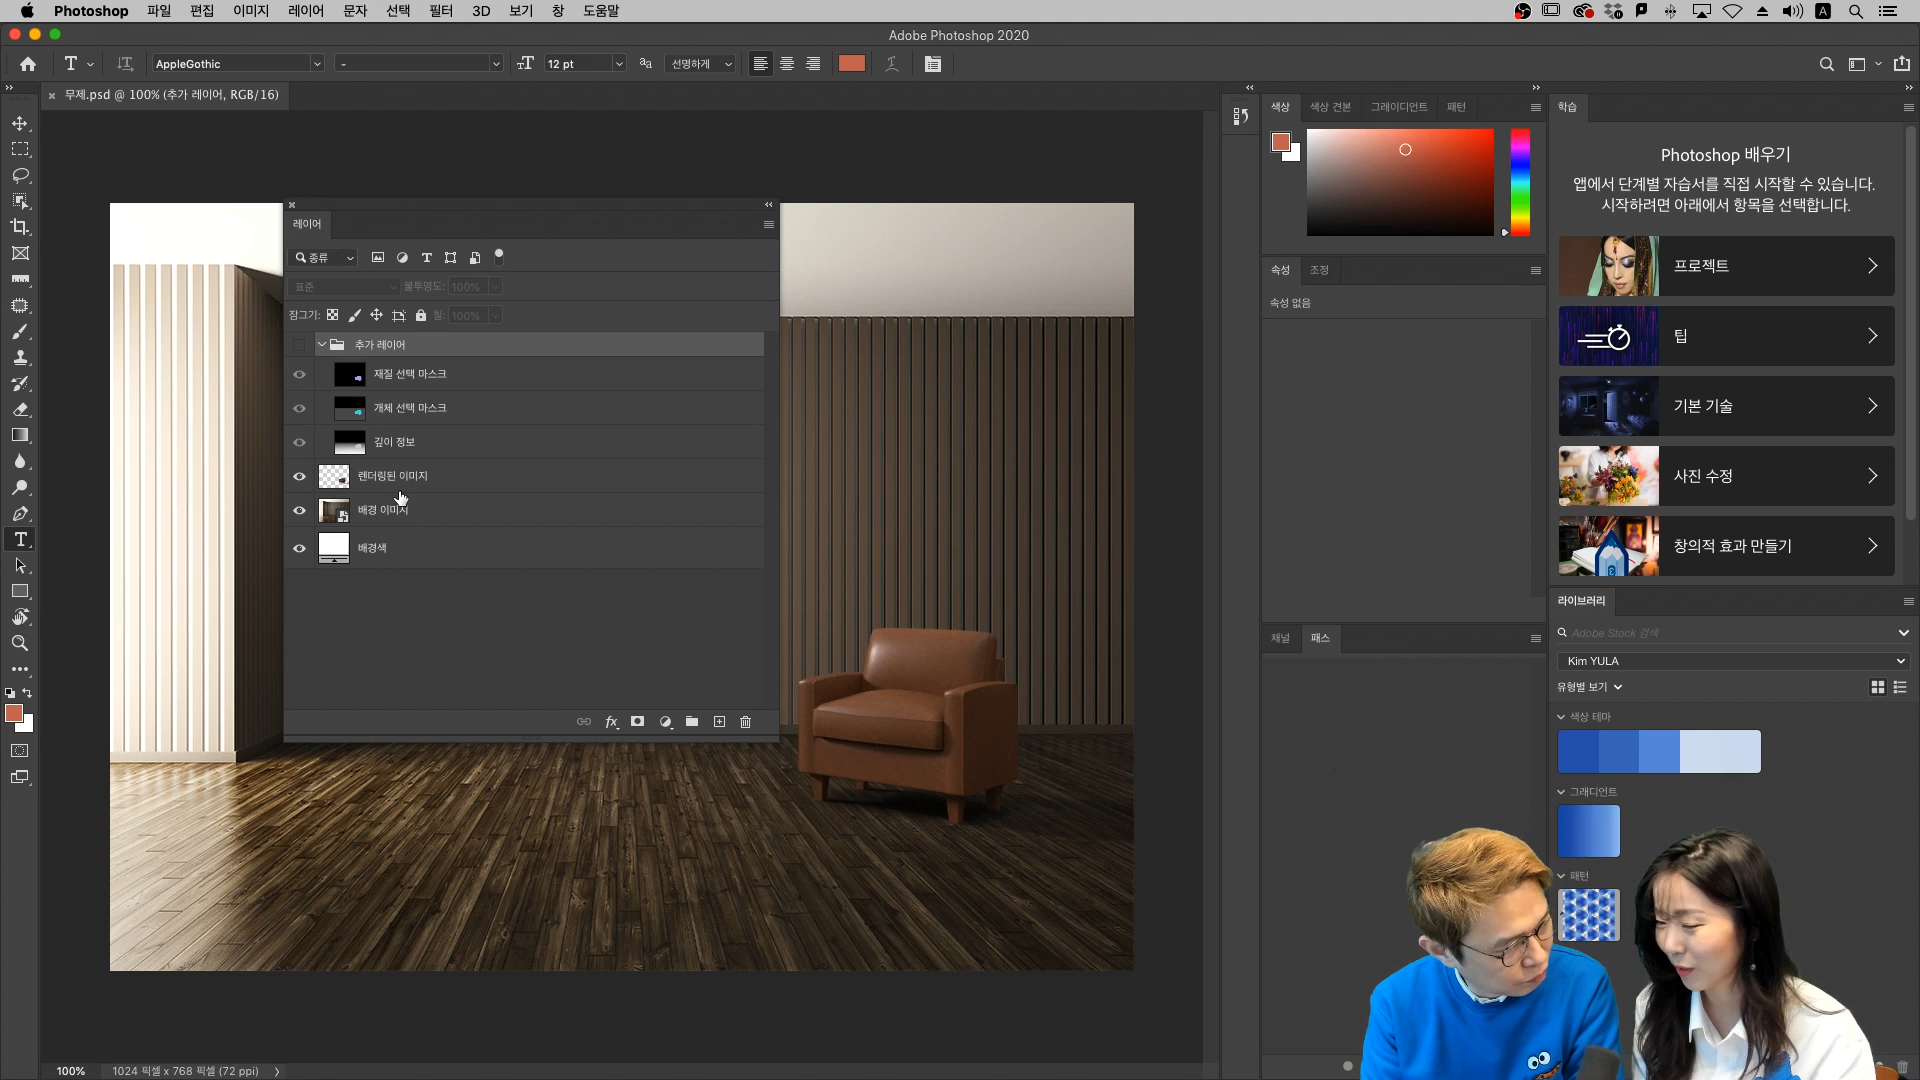 Photoshop 파일 편집 이미지 레이어 문자 선택 필터 3D 보기 창 도움말
A
Adobe Photoshop 2020
T T AppleGothic - 12 pt 선명하게
무제.psd @ 100% (추가 레이어, RGB/16)
레이어
종류
표준 불투명도: 100%
잠그기: 칠: 100%
추가 레이어
재질 선택 마스크
개체 선택 마스크
깊이 정보
렌더링된 이미지
배경 이미지
배경색
fx
색상 색상 견본 그레이디언트 패턴
속성 조정
속성 없음
채널 패스
학습
Photoshop 배우기
앱에서 단계별 자습서를 직접 시작할 수 있습니다.
시작하려면 아래에서 항목을 선택합니다.
프로젝트
팁
기본 기술
사진 수정
창의적 효과 만들기
라이브러리
Adobe Stock 검색
Kim YULA
유형별 보기
색상 테마
그래디언트
패턴
100% 1024 픽셀 x 768 픽셀 (72 ppi)